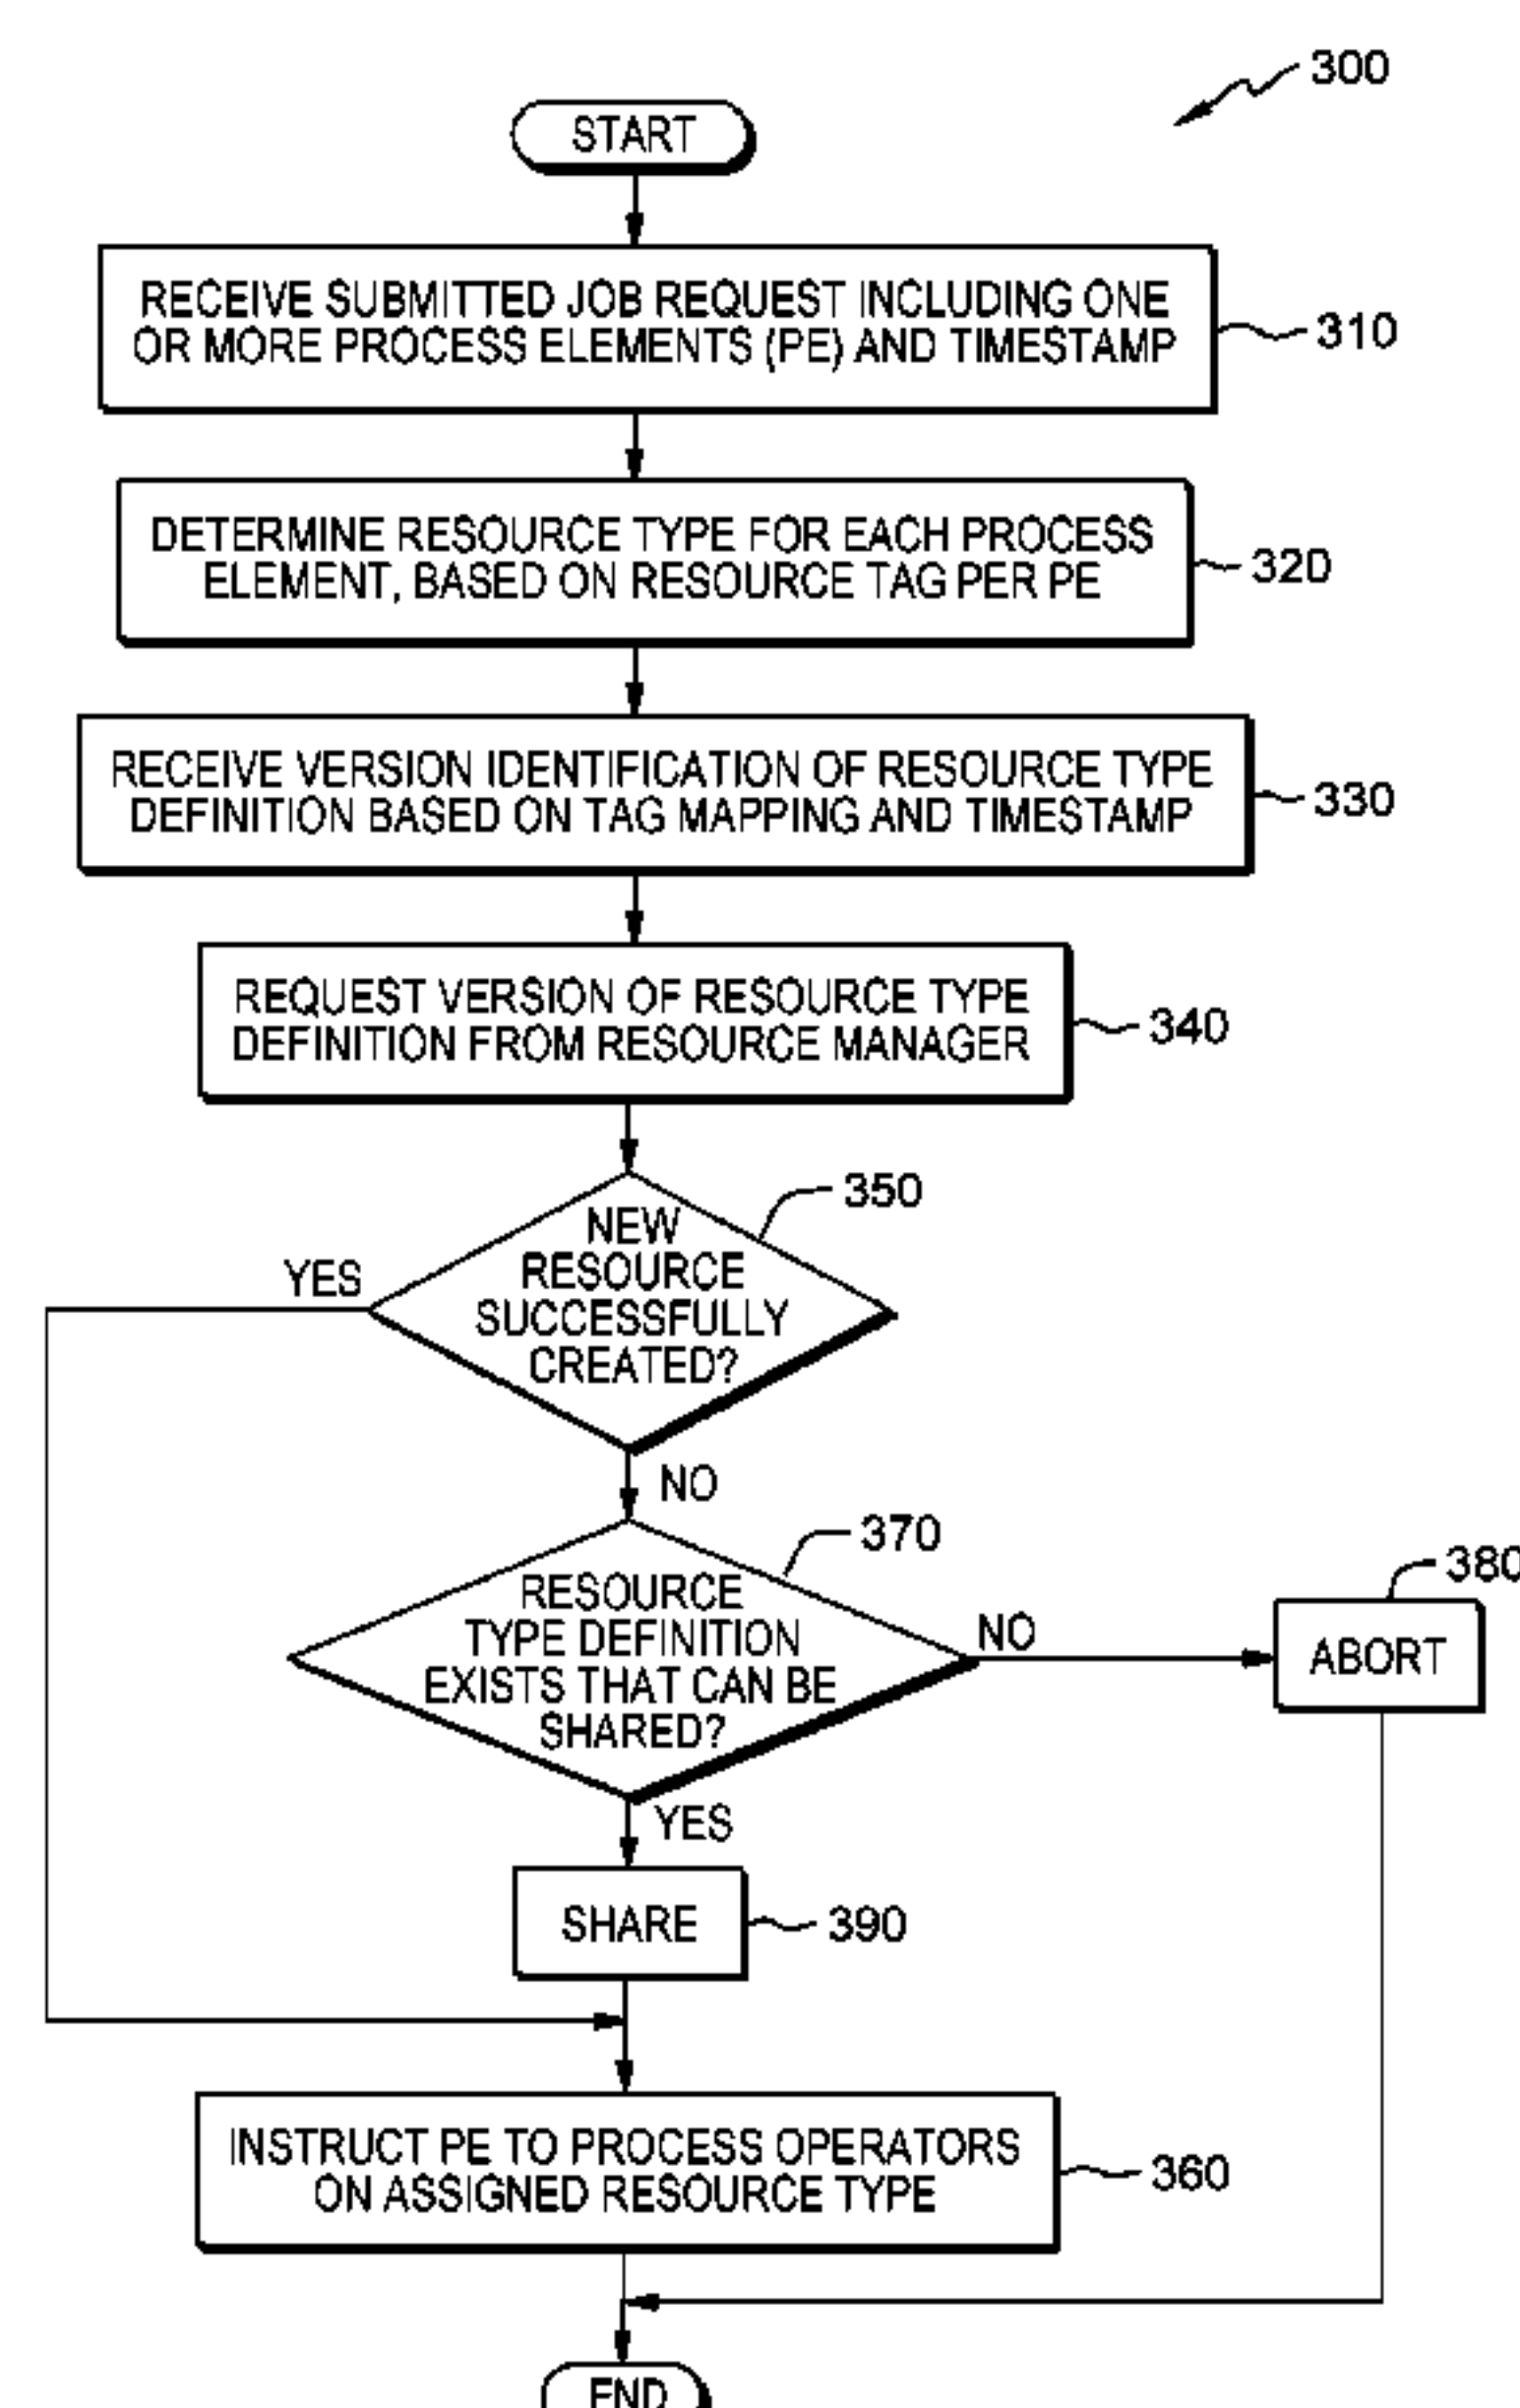 300
START
RECEIVE SUBMITTED JOB REQUEST INCLUDING ONE
OR MORE PROCESS ELEMENTS (PE) AND TIMESTAMP
310
DETERMINE RESOURCE TYPE FOR EACH PROCESS
ELEMENT, BASED ON RESOURCE TAG PER PE
320
RECEIVE VERSION IDENTIFICATION OF RESOURCE TYPE
DEFINITION BASED ON TAG MAPPING AND TIMESTAMP
330
REQUEST VERSION OF RESOURCE TYPE
DEFINITION FROM RESOURCE MANAGER
340
350
NEW
RESOURCE
SUCCESSFULLY
CREATED?
YES
NO
370
RESOURCE
TYPE DEFINITION
EXISTS THAT CAN BE
SHARED?
NO
380
ABORT
YES
SHARE
390
INSTRUCT PE TO PROCESS OPERATORS
ON ASSIGNED RESOURCE TYPE
360
END